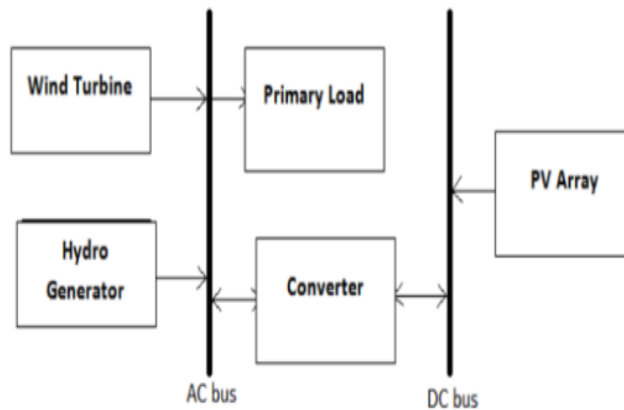 Wind Turbine
Primary Load
PV Array
Hydro
Generator
Converter
AC bus
DC bus